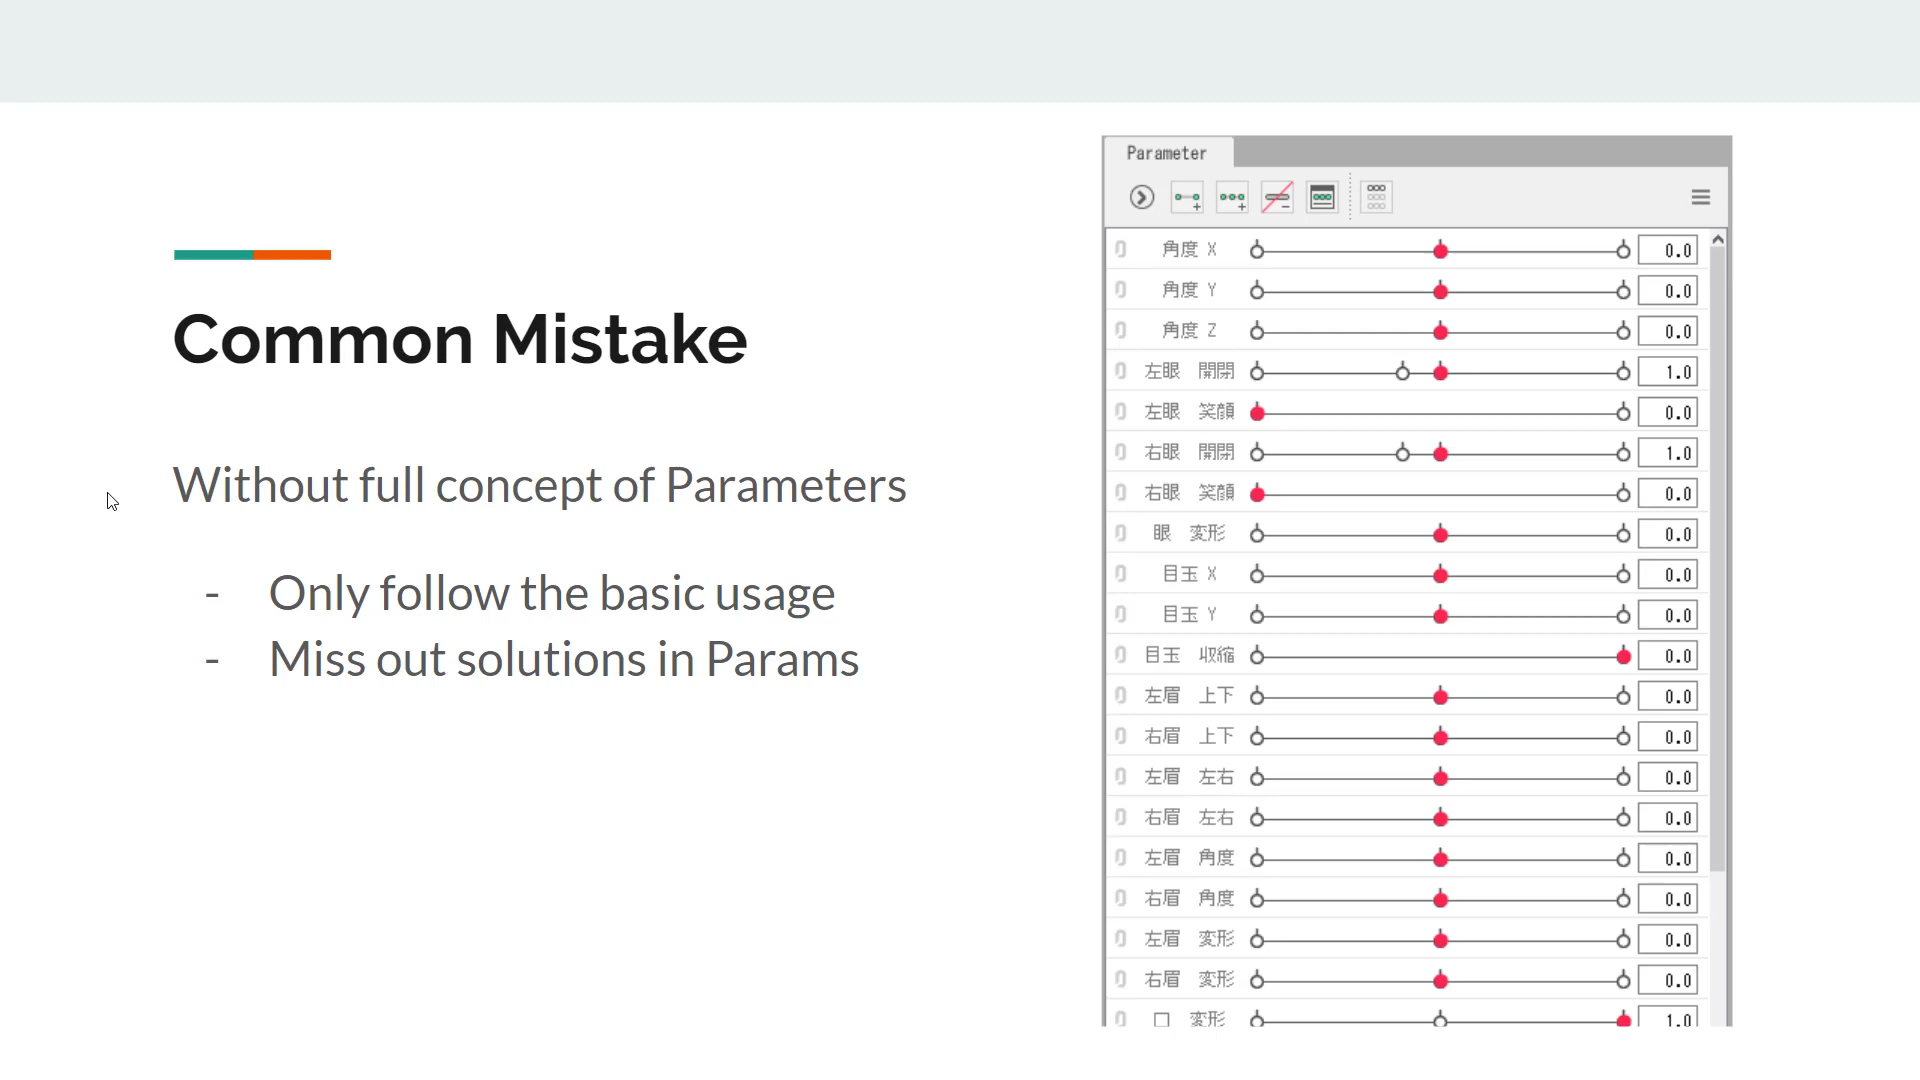 Common Mistake
Without full concept of Parameters
- Only follow the basic usage
- Miss out solutions in Params
Parameter
角度 X 0.0
角度 Y 0.0
角度 Z 0.0
左眼 開閉 1.0
左眼 笑顔 0.0
右眼 開閉 1.0
右眼 笑顔 0.0
眼 変形 0.0
目玉 X 0.0
目玉 Y 0.0
目玉 収縮 0.0
左眉 上下 0.0
右眉 上下 0.0
左眉 左右 0.0
右眉 左右 0.0
左眉 角度 0.0
右眉 角度 0.0
左眉 変形 0.0
右眉 変形 0.0
口 変形 1.0